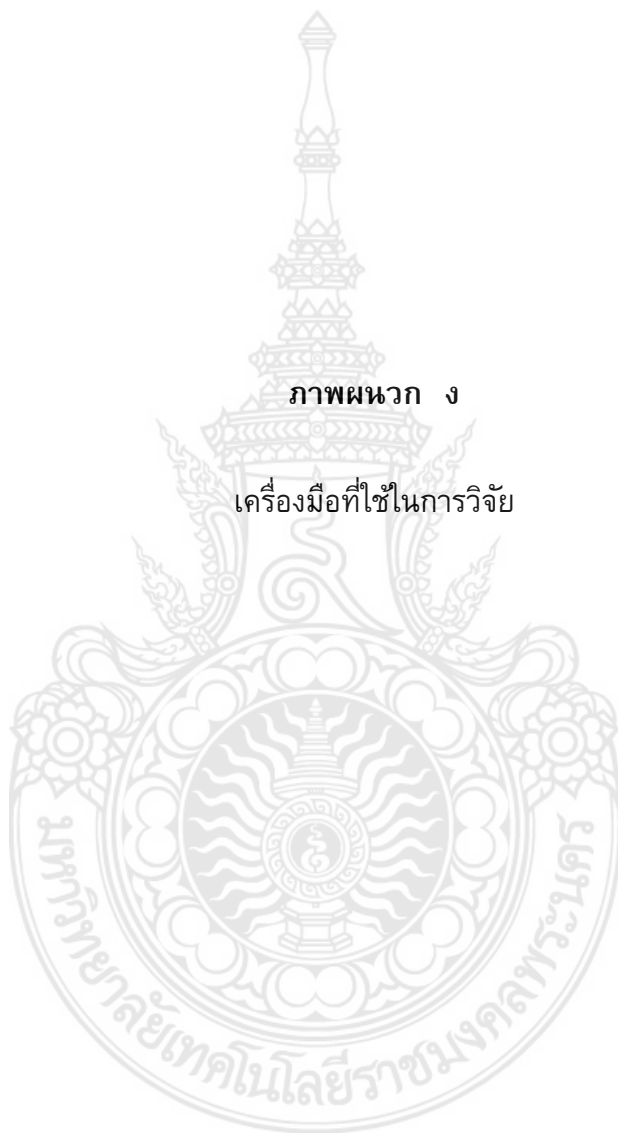 ภาพผนวก ง
เครื่องมือที่ใช้ในการวิจัย
มหาวิทยาลัยเทคโนโลยีราชมงคลพระนคร